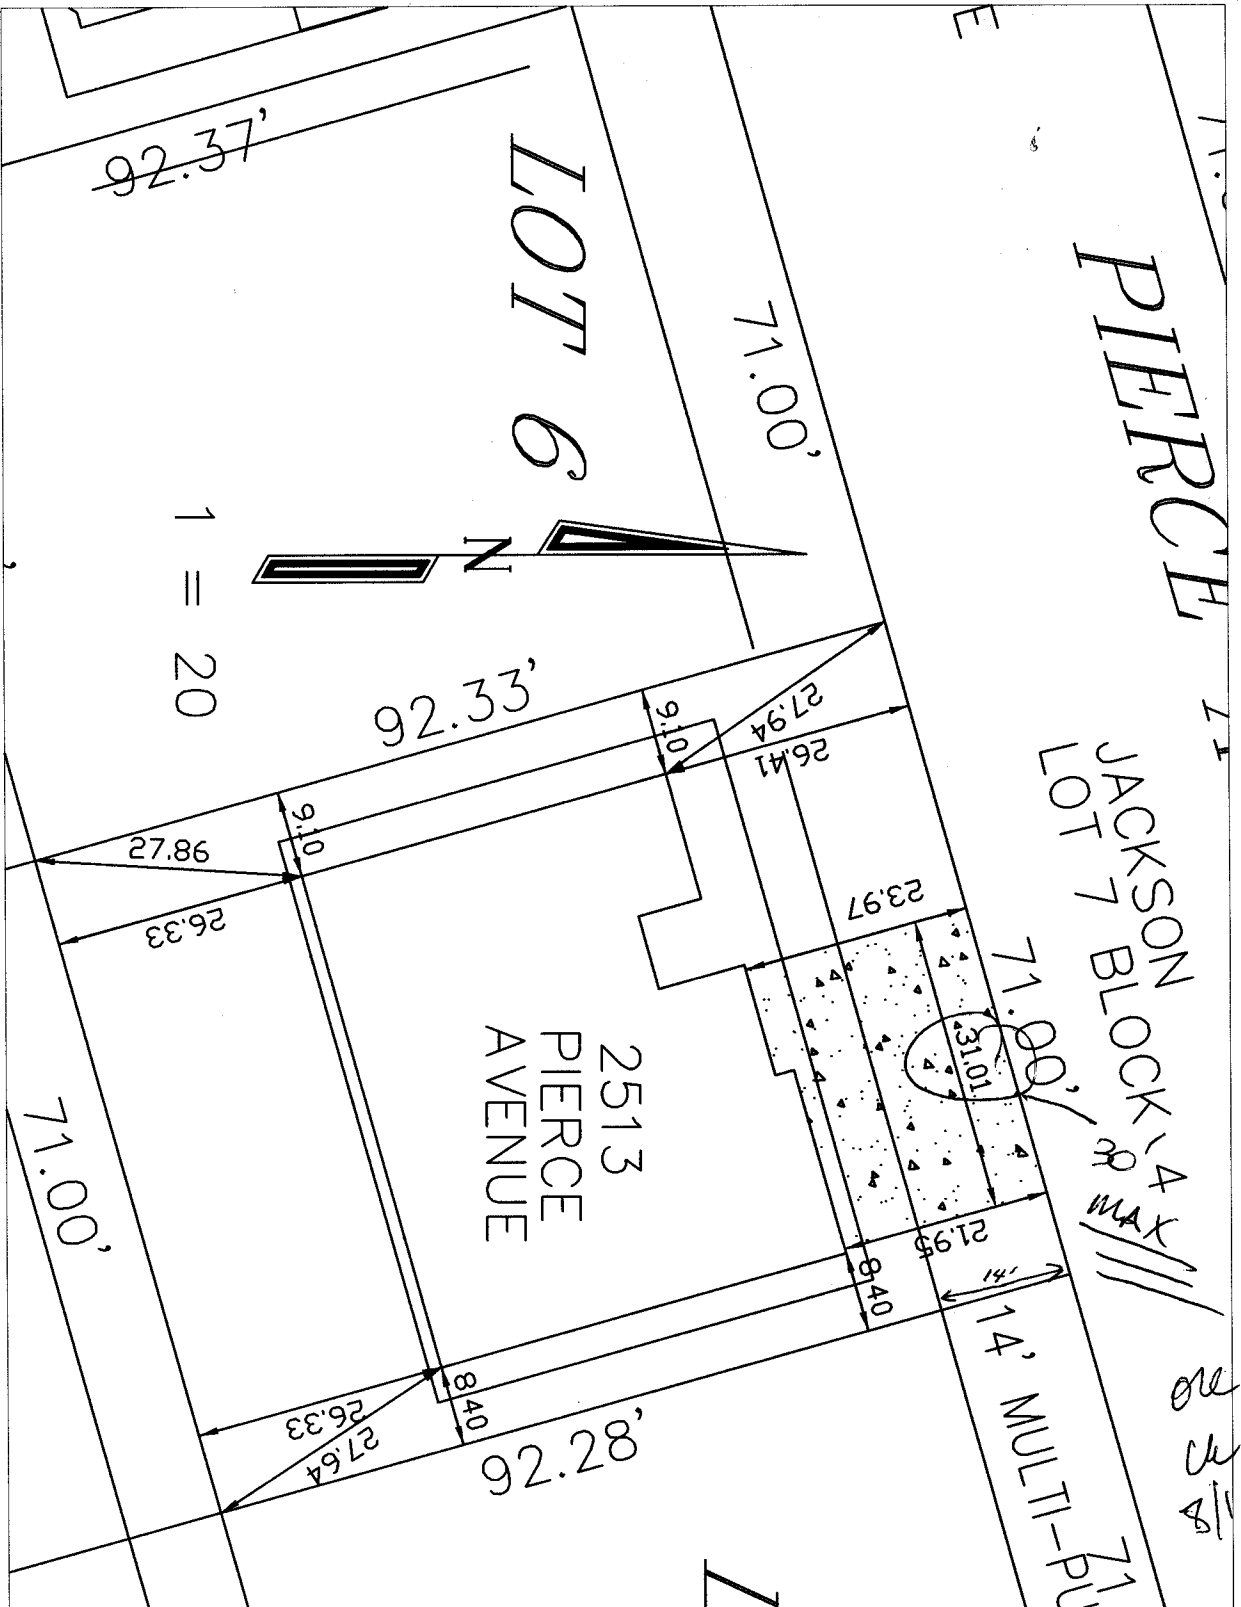 PIERCE
JACKSON
LOT 7 BLOCK 4
30
MAX
71.00'
71.00'
LOT 6
N
1 = 20
92.37'
92.33'
27.94
26.41
9.10
9.10
27.86
26.33
23.97
31.01
21.95
14'
14' MULTI-PU
71
8.40
8.40
26.33
27.64
92.28'
2513
PIERCE
AVENUE
71.00'
E